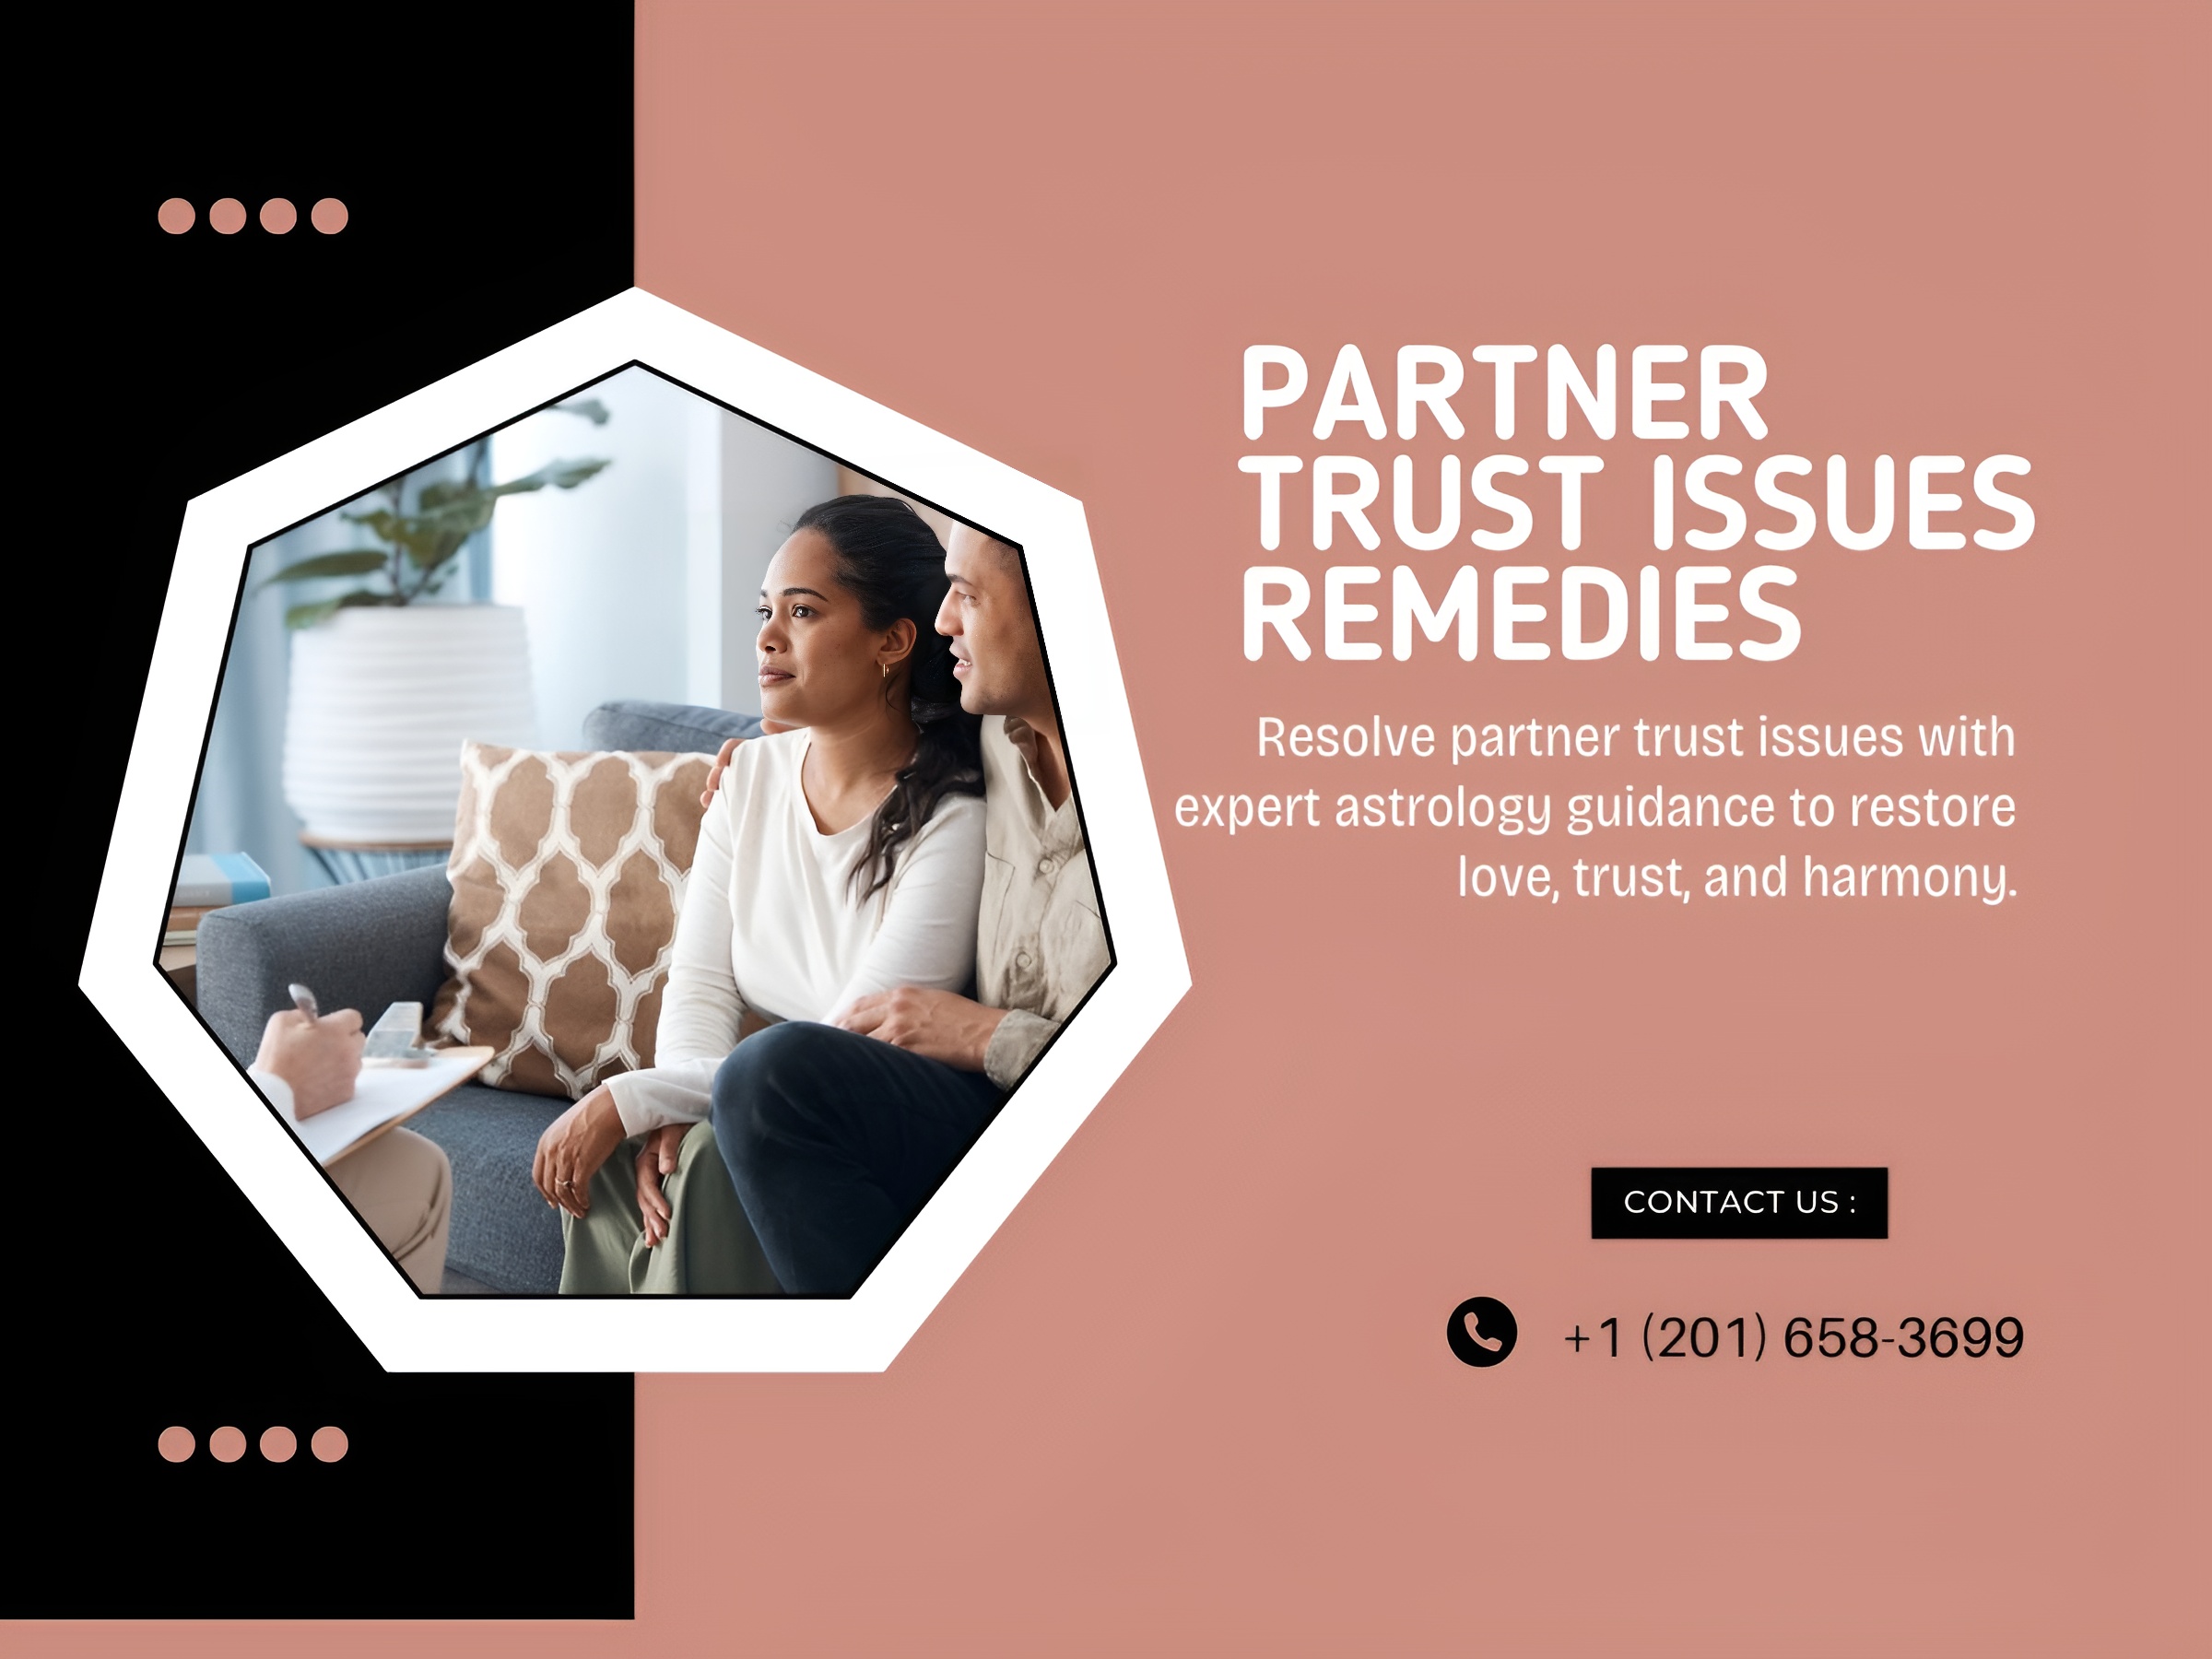 PARTNER
TRUST ISSUES
REMEDIES
Resolve partner trust issues with
expert astrology guidance to restore
love, trust, and harmony.
CONTACT US :
+1 (201) 658-3699